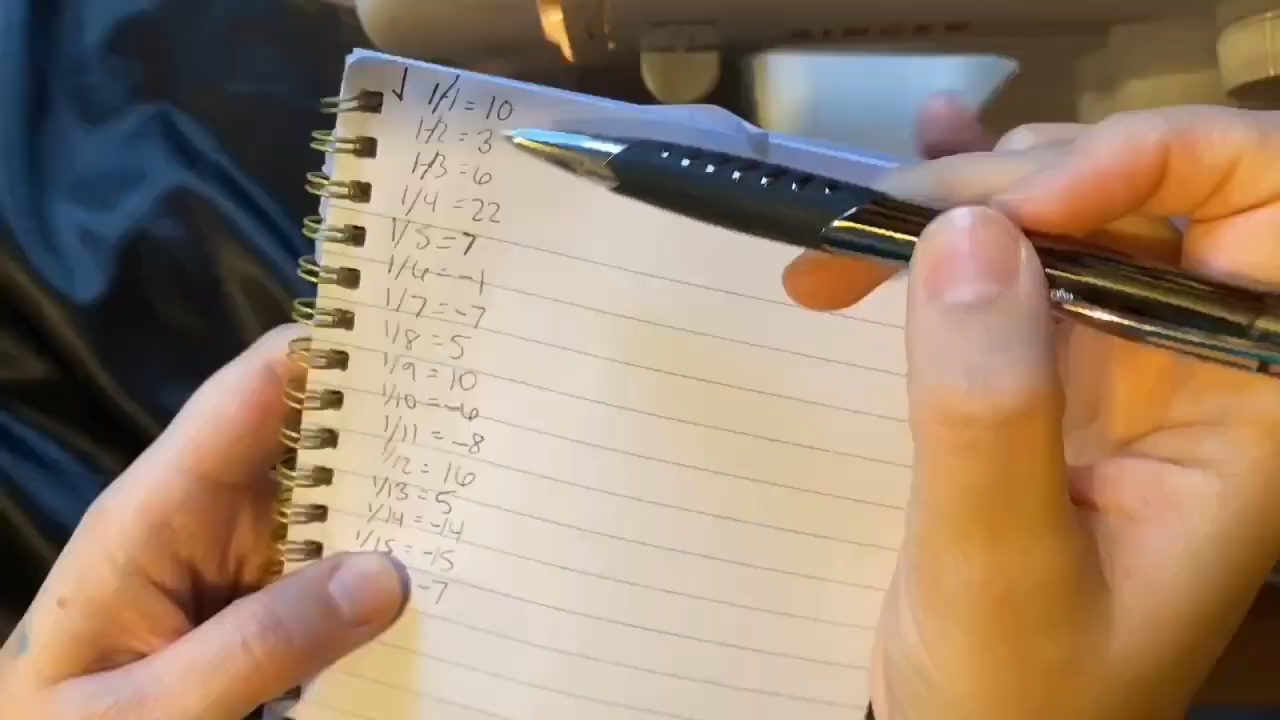 1/1 = 10
1/2 = 3
1/3 = 6
1/4 = 22
1/5 = 7
1/6 = -1
1/7 = -7
1/8 = 5
1/9 = 10
1/10 = -6
1/11 = -8
1/12 = 16
1/13 = 5
1/14 = -14
1/15 = -15
-7